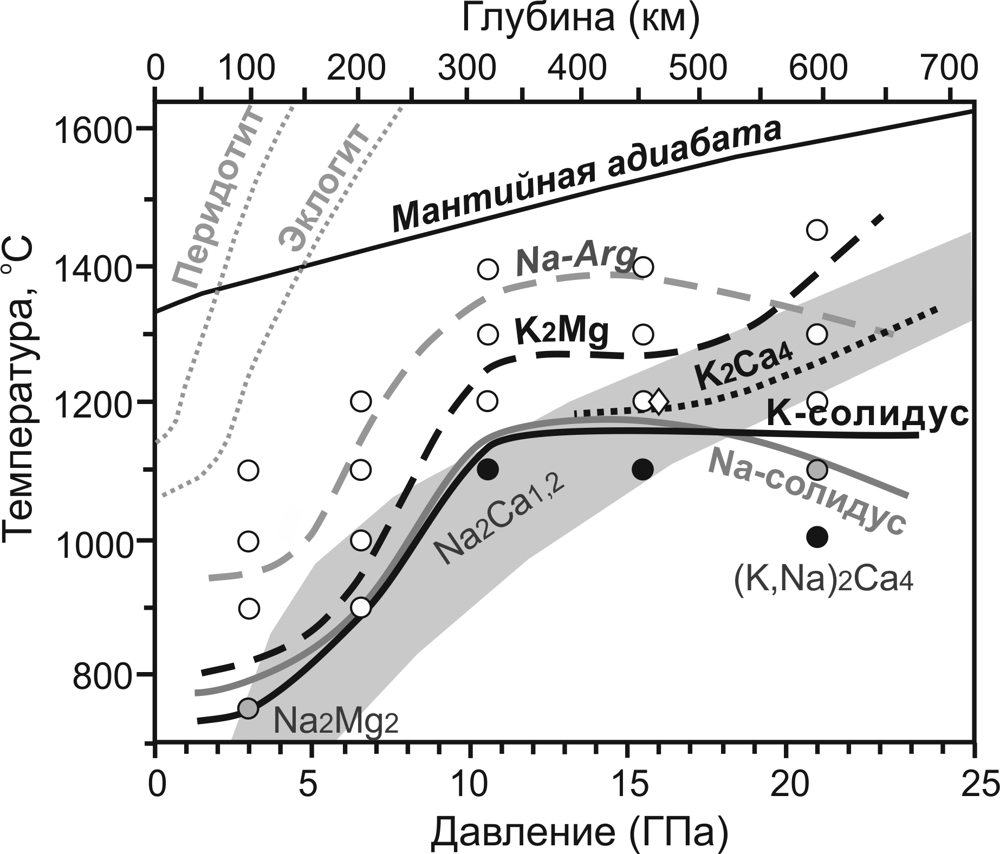 Глубина (км)
0 100 200 300 400 500 600 700
Температура, °C
1600
1400
1200
1000
800
Перидотит
Эклогит
Мантийная адиабата
Na-Arg
K2Mg
K2Ca4
K-солидус
Na-солидус
Na2Ca1,2
(K,Na)2Ca4
Na2Mg2
0 5 10 15 20 25
Давление (ГПа)